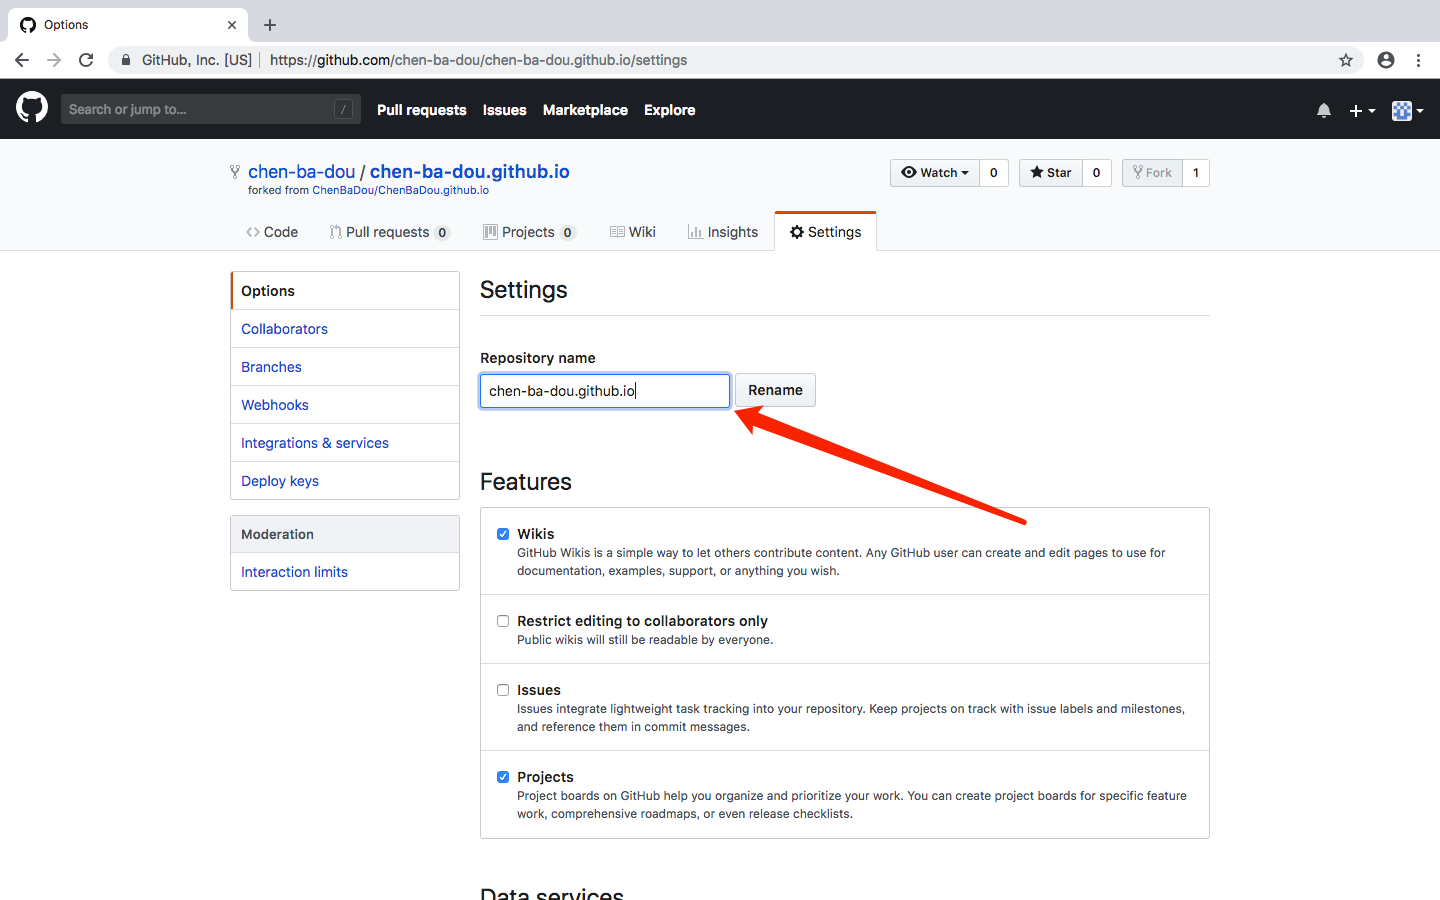 Options
GitHub, Inc. [US] https://github.com/chen-ba-dou/chen-ba-dou.github.io/settings
Search or jump to... / Pull requests Issues Marketplace Explore
chen-ba-dou / chen-ba-dou.github.io Watch 0 Star 0 Fork 1
forked from ChenBaDou/ChenBaDou.github.io
Code Pull requests 0 Projects 0 Wiki Insights Settings
Options
Collaborators
Branches
Webhooks
Integrations & services
Deploy keys
Moderation
Interaction limits
Settings
Repository name
chen-ba-dou.github.io Rename
Features
Wikis
GitHub Wikis is a simple way to let others contribute content. Any GitHub user can create and edit pages to use for
documentation, examples, support, or anything you wish.
Restrict editing to collaborators only
Public wikis will still be readable by everyone.
Issues
Issues integrate lightweight task tracking into your repository. Keep projects on track with issue labels and milestones,
and reference them in commit messages.
Projects
Project boards on GitHub help you organize and prioritize your work. You can create project boards for specific feature
work, comprehensive roadmaps, or even release checklists.
Data services